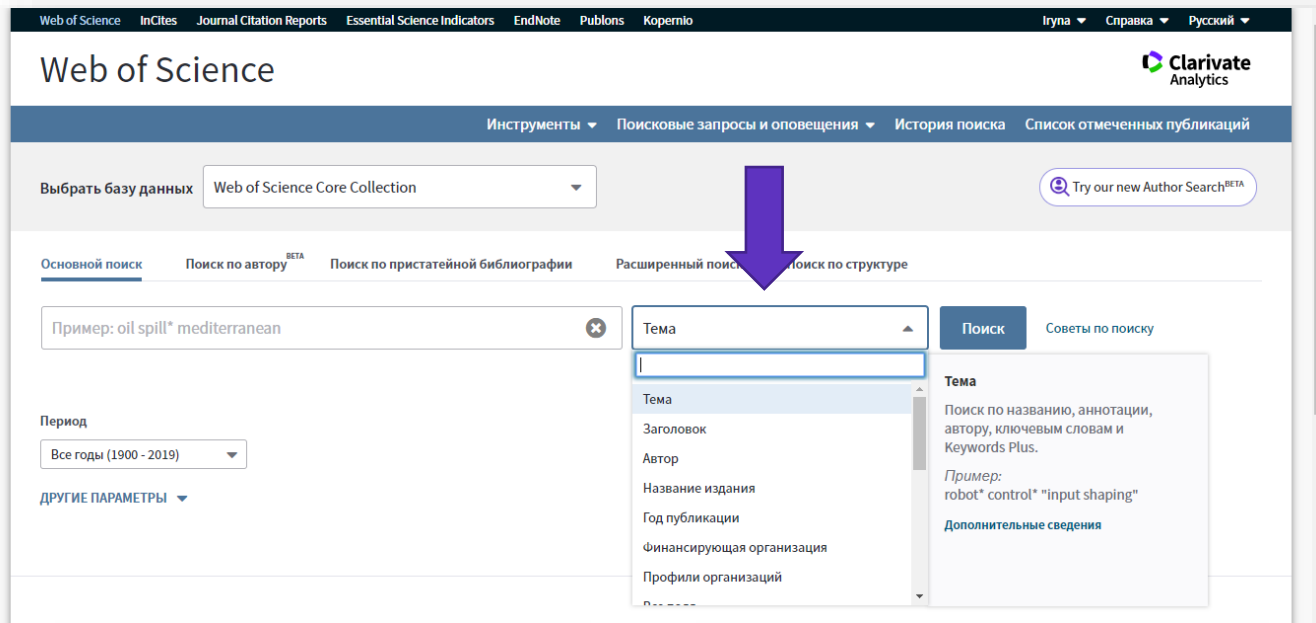 Web of Science InCites Journal Citation Reports Essential Science Indicators EndNote Publons Kopernio Iryna Справка Русский
Web of Science
Clarivate
Analytics
Инструменты Поисковые запросы и оповещения История поиска Список отмеченных публикаций
Выбрать базу данных Web of Science Core Collection Try our new Author Search BETA
Основной поиск Поиск по автору BETA Поиск по пристатейной библиографии Расширенный поиск Поиск по структуре
Пример: oil spill* mediterranean Тема Поиск Советы по поиску
Тема
Заголовок
Автор
Название издания
Год публикации
Финансирующая организация
Профили организаций
Тема
Поиск по названию, аннотации,
автору, ключевым словам и
Keywords Plus.
Пример:
robot* control* "input shaping"
Дополнительные сведения
Период
Все годы (1900 - 2019)
ДРУГИЕ ПАРАМЕТРЫ